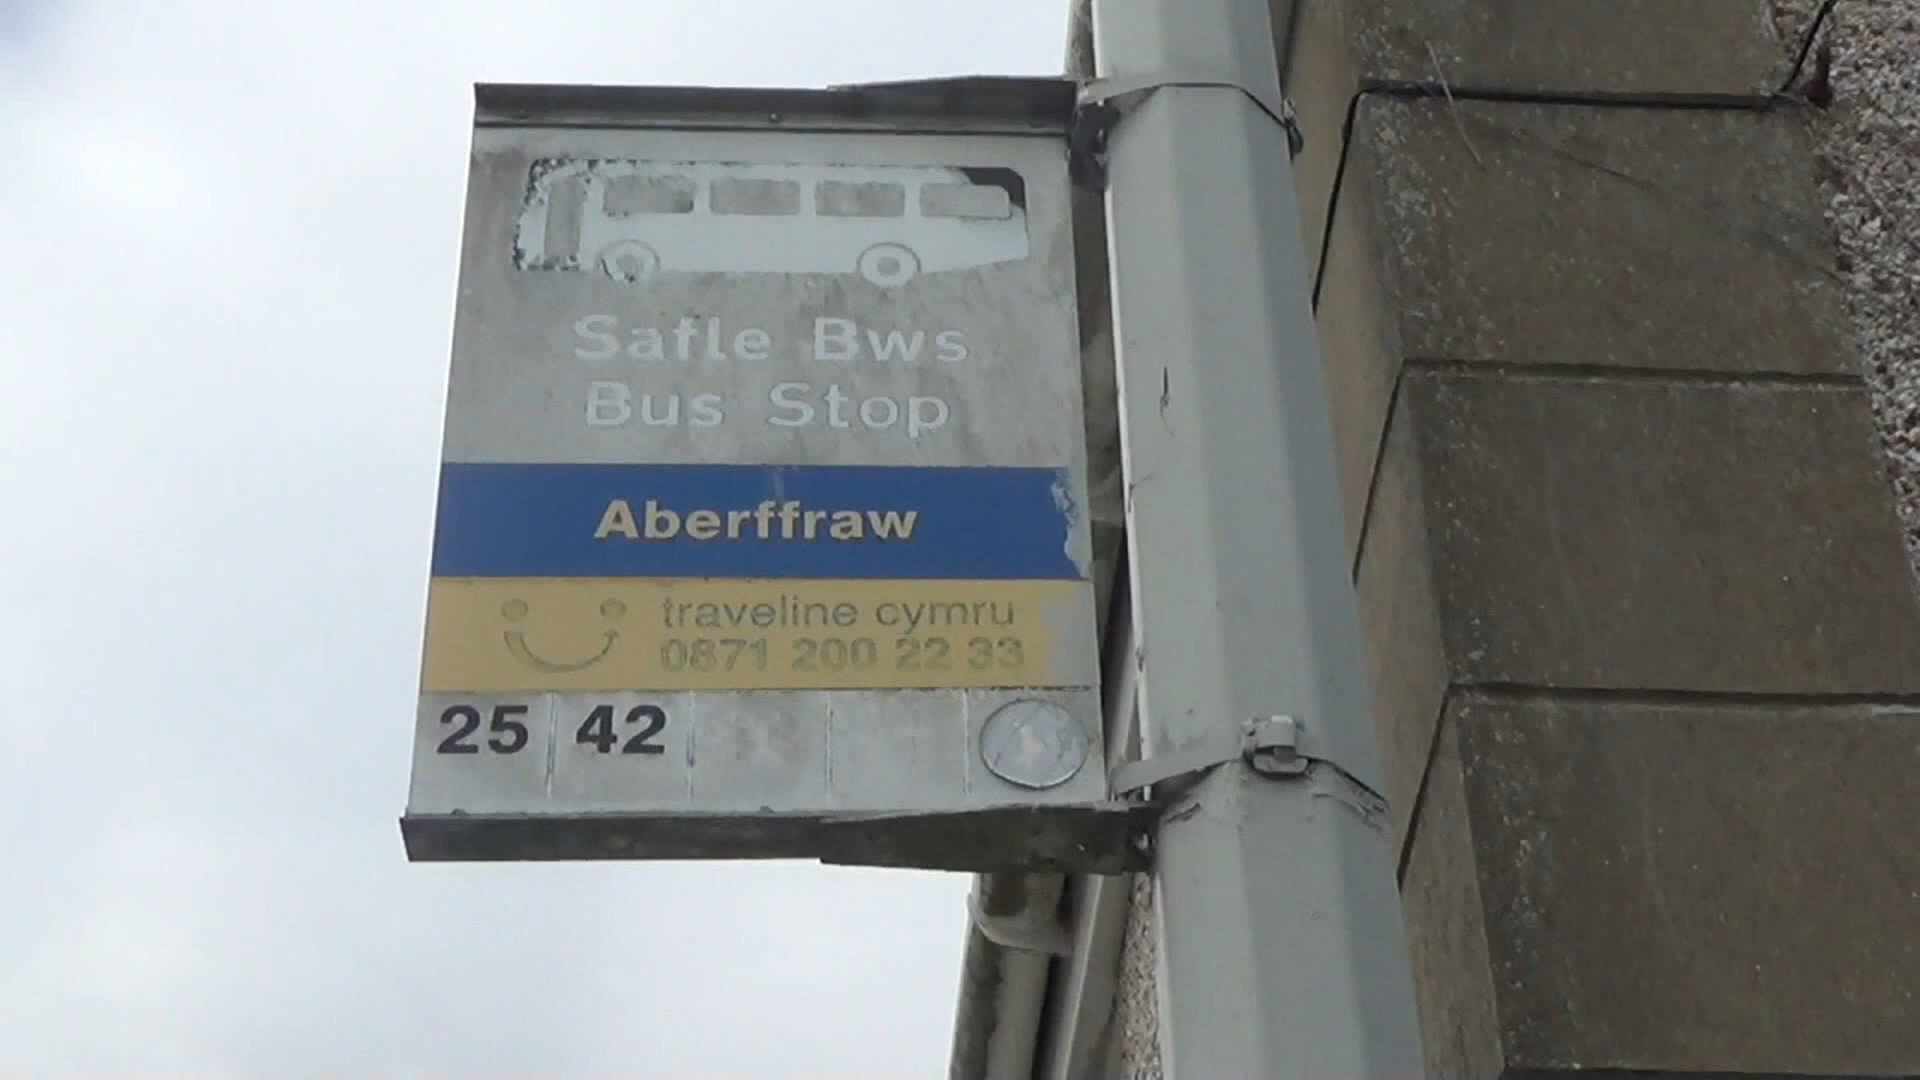 Safle Bws
Bus Stop
Aberffraw
traveline cymru
0871 200 22 33
25 42